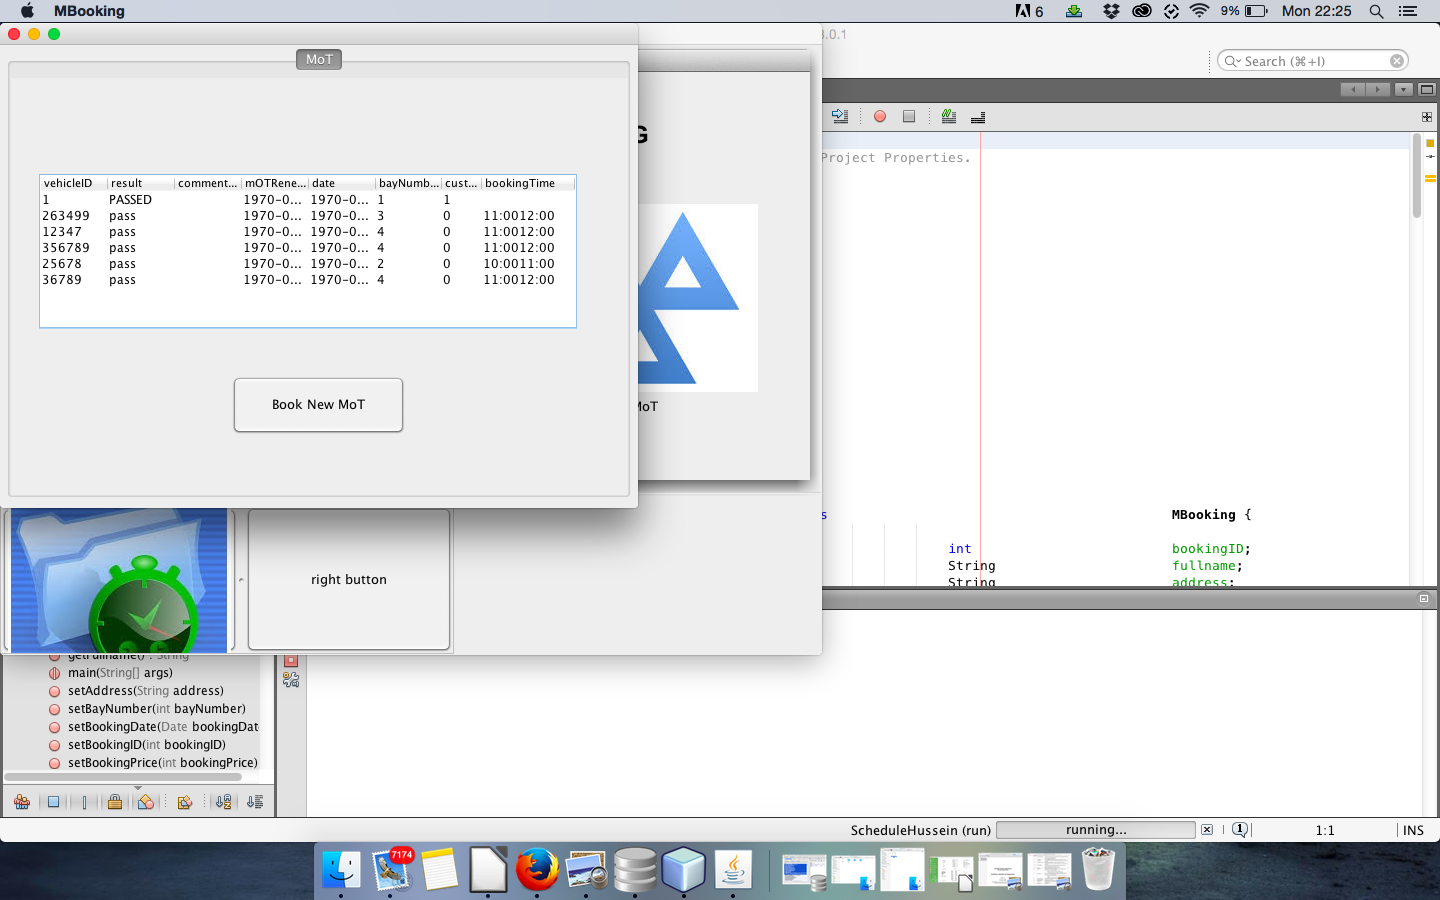 MBooking
6
9%
Mon 22:25
MoT
vehicleID result comment... mOTRene... date bayNumb... cust... bookingTime
1 PASSED 1970-0... 1970-0... 1 1
263499 pass 1970-0... 1970-0... 3 0 11:0012:00
12347 pass 1970-0... 1970-0... 4 0 11:0012:00
356789 pass 1970-0... 1970-0... 4 0 11:0012:00
25678 pass 1970-0... 1970-0... 2 0 10:0011:00
36789 pass 1970-0... 1970-0... 4 0 11:0012:00
Book New MoT
G
MoT
right button
.0.1
Search (⌘+I)
Project Properties.
s MBooking {
int bookingID;
String fullname;
String address;
getFullname() : String
main(String[] args)
setAddress(String address)
setBayNumber(int bayNumber)
setBookingDate(Date bookingDat
setBookingID(int bookingID)
setBookingPrice(int bookingPrice)
ScheduleHussein (run)
running...
1
1:1
INS
7174